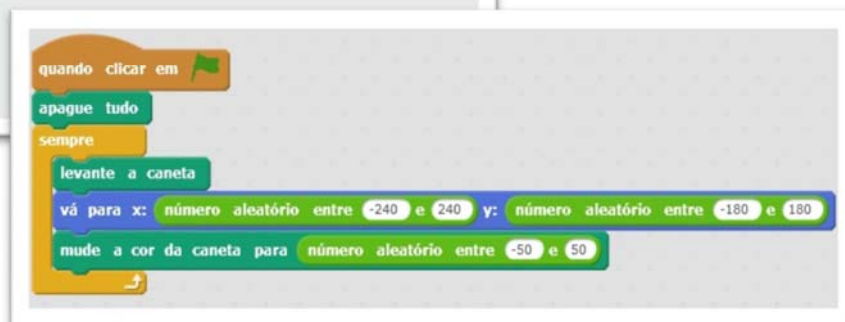 quando clicar em
apague tudo
sempre
levante a caneta
vá para x: número aleatório entre -240 e 240 y: número aleatório entre -180 e 180
mude a cor da caneta para número aleatório entre -50 e 50